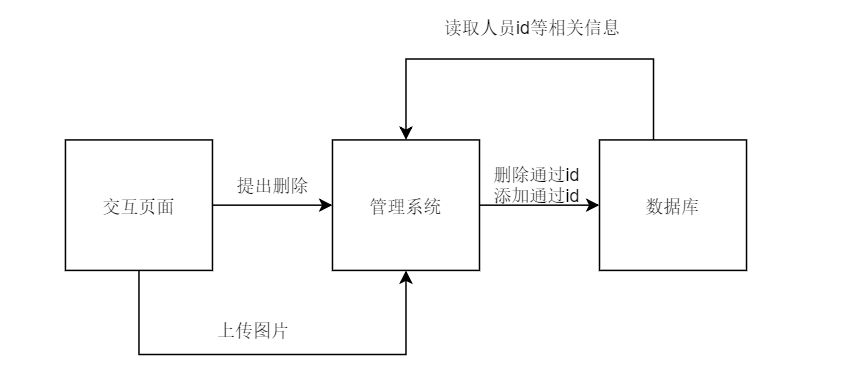 读取人员id等相关信息
交互页面
提出删除
管理系统
删除通过id
添加通过id
数据库
上传图片